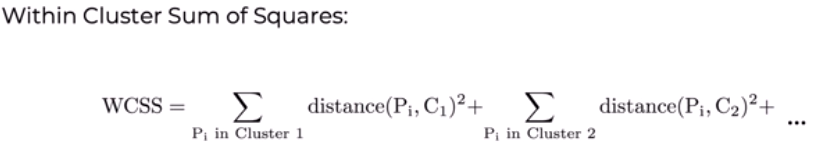 Within Cluster Sum of Squares:
WCSS = ∑ distance(Pᵢ, C₁)² + ∑ distance(Pᵢ, C₂)² + ...
Pᵢ in Cluster 1 Pᵢ in Cluster 2